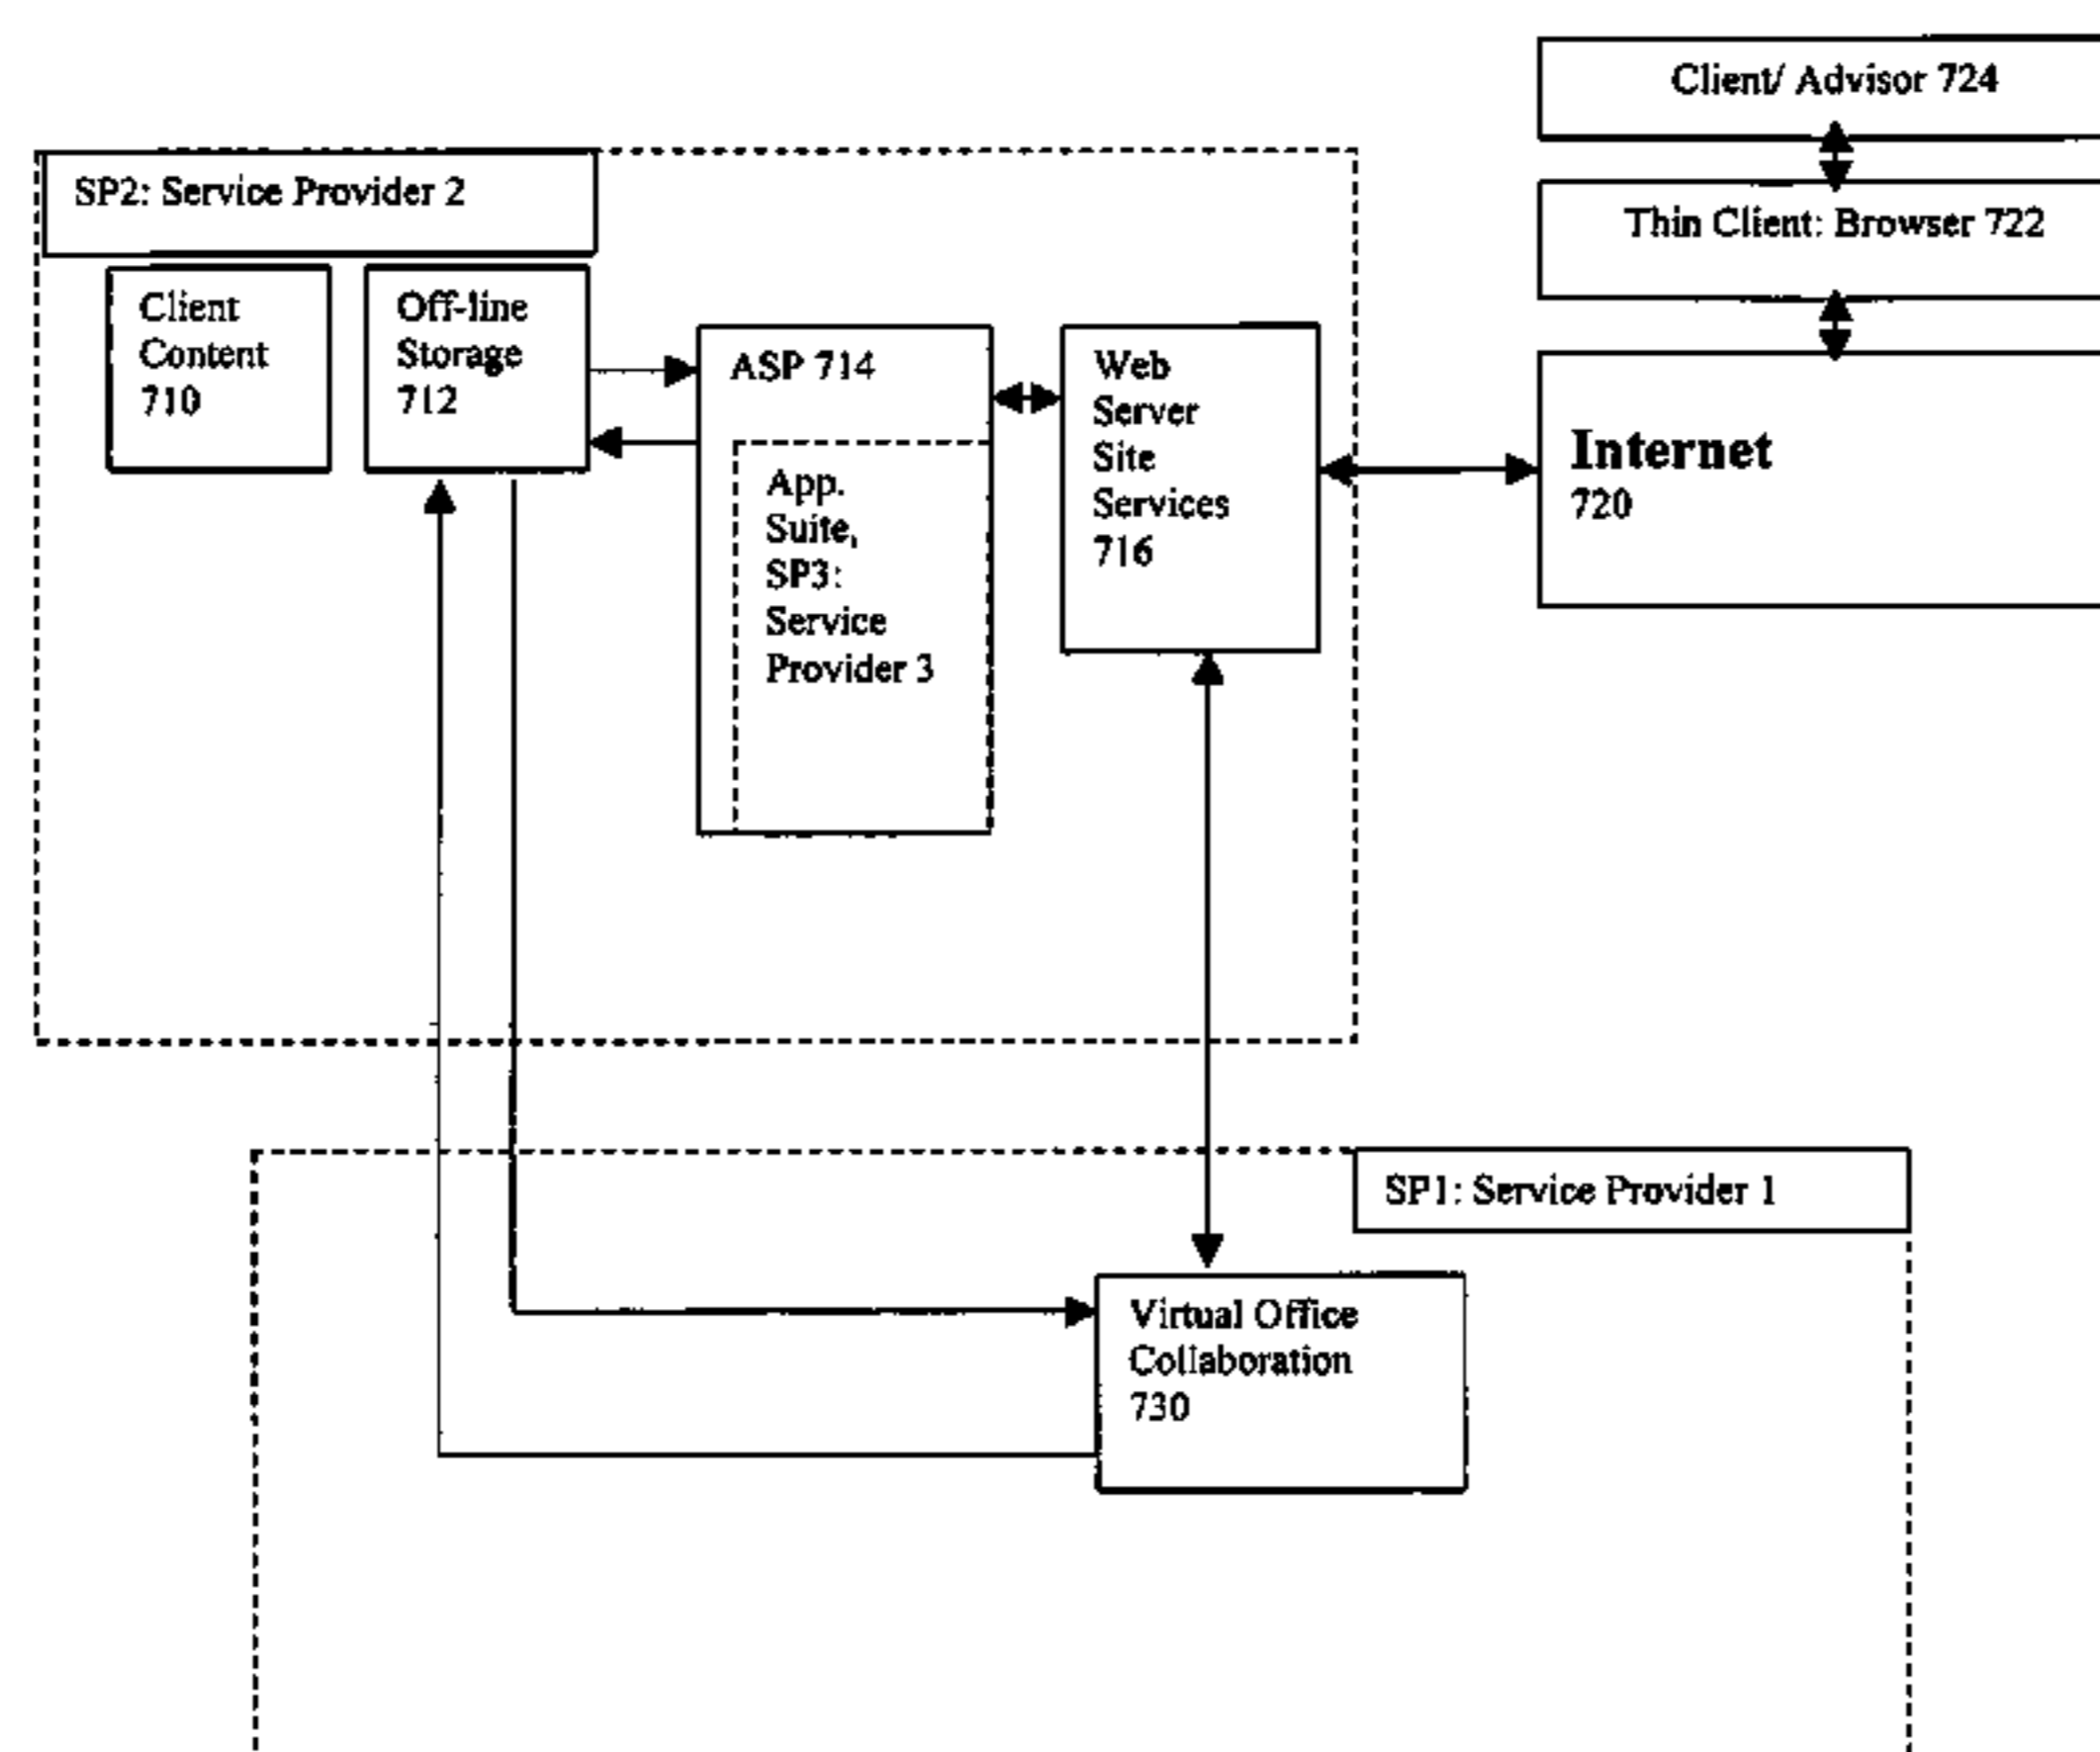 Client/ Advisor 724
SP2: Service Provider 2
Thin Client: Browser 722
Client
Content
710
Off-line
Storage
712
ASP 714
App.
Suite,
SP3:
Service
Provider 3
Web
Server
Site
Services
716
Internet
720
SP1: Service Provider 1
Virtual Office
Collaboration
730